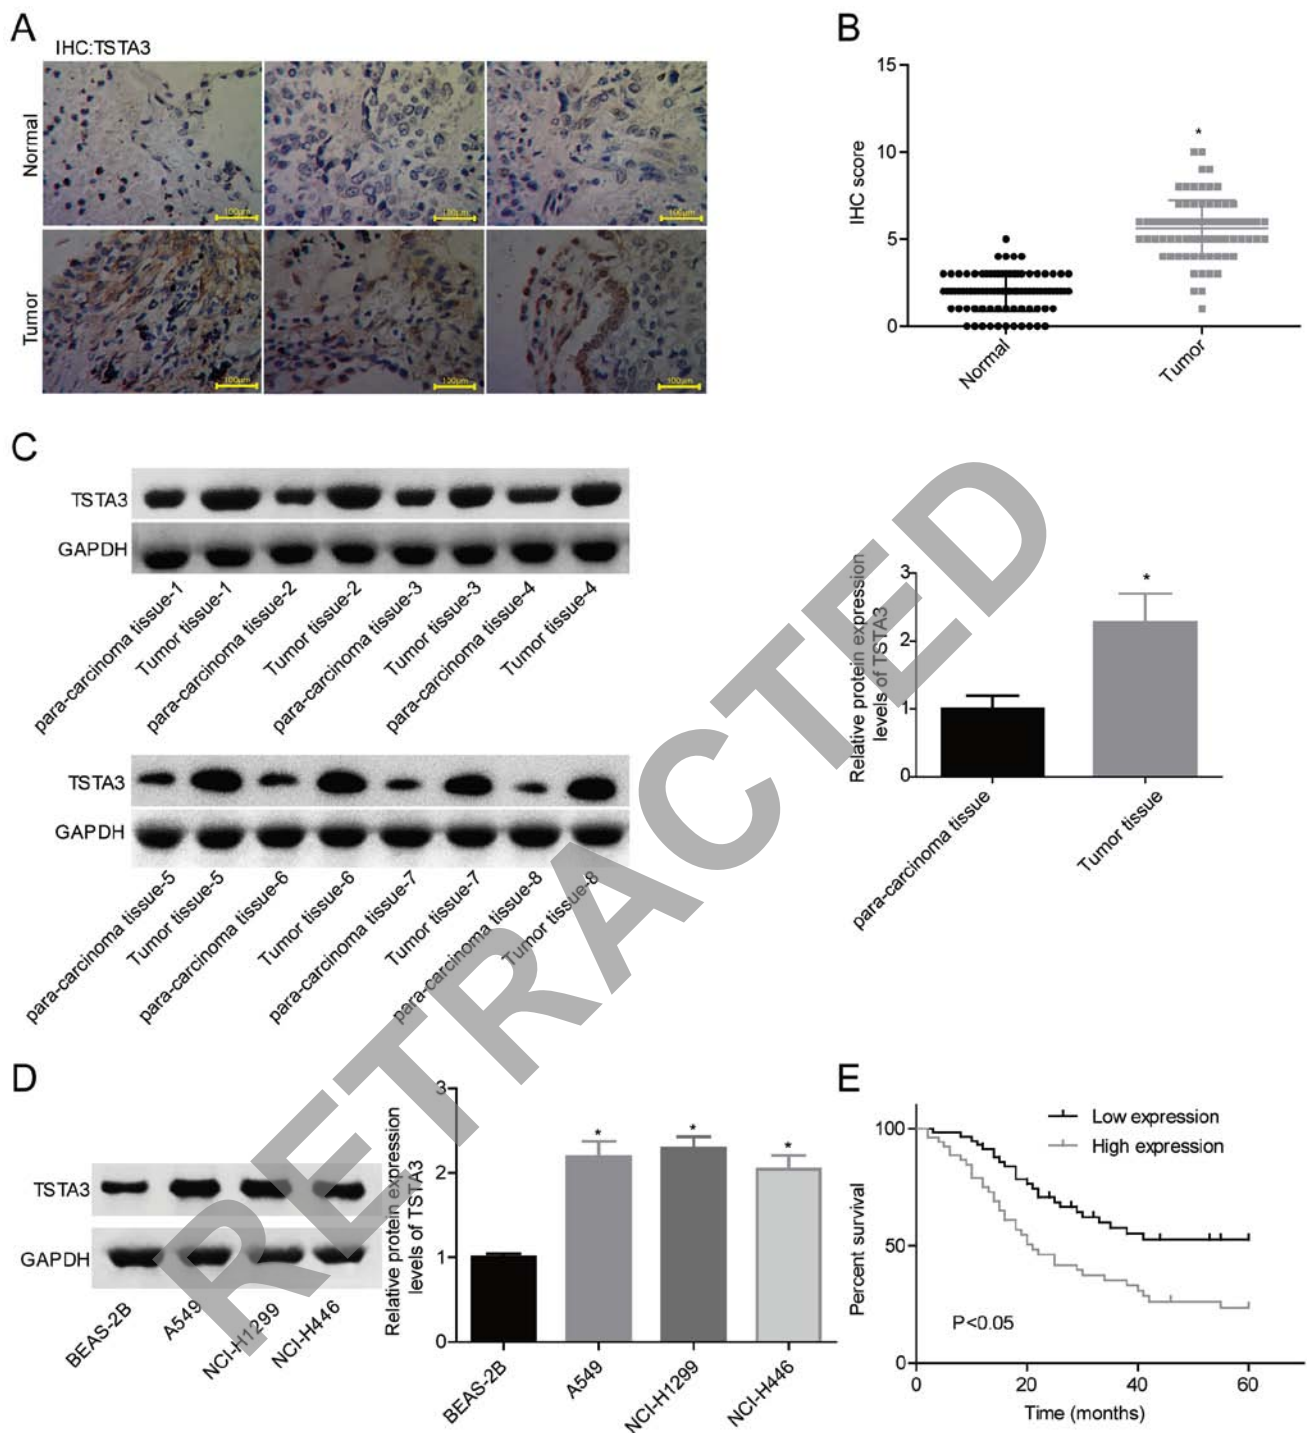 A
IHC:TSTA3
Normal
100μm
100μm
100μm
Tumor
100μm
100μm
100μm
B
IHC score
15
10
5
0
*
Normal
Tumor
C
TSTA3
GAPDH
para-carcinoma tissue-1
Tumor tissue-1
para-carcinoma tissue-2
Tumor tissue-2
para-carcinoma tissue-3
Tumor tissue-3
para-carcinoma tissue-4
Tumor tissue-4
TSTA3
GAPDH
para-carcinoma tissue-5
Tumor tissue-5
para-carcinoma tissue-6
Tumor tissue-6
para-carcinoma tissue-7
Tumor tissue-7
para-carcinoma tissue-8
Tumor tissue-8
Relative protein expression
levels of TSTA3
3
2
1
0
*
para-carcinoma tissue
Tumor tissue
D
TSTA3
GAPDH
BEAS-2B
A549
NCI-H1299
NCI-H446
Relative protein expression
levels of TSTA3
3
2
1
0
*
*
*
BEAS-2B
A549
NCI-H1299
NCI-H446
E
Percent survival
100
50
0
Low expression
High expression
P<0.05
0
20
40
60
Time (months)
RETRACTED